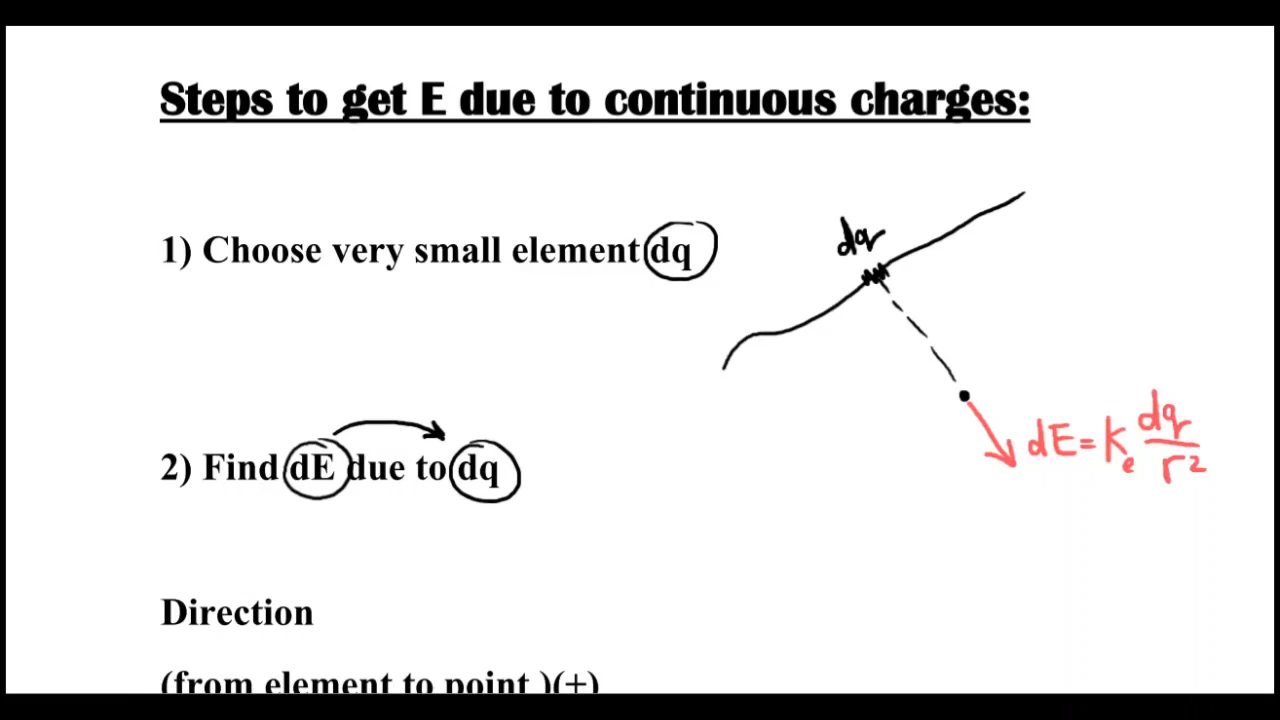 Steps to get E due to continuous charges:
1) Choose very small element dq
dq
2) Find dE due to dq
dE = Ke dq/r²
Direction
(from element to point )(+)